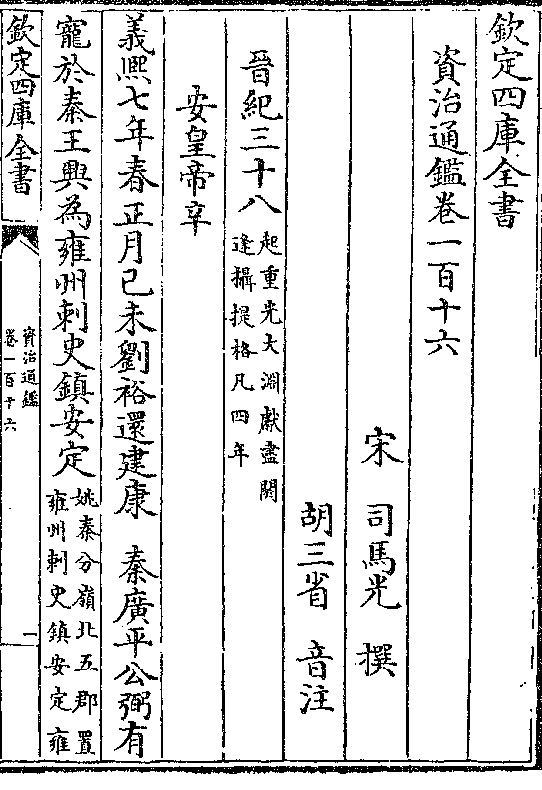 欽定四庫全書
資治通鑑卷一百十六
宋 司馬光 撰
胡三省 音注
晉紀三十八
起重光大淵獻盡閼
逢攝提格凡四年
安皇帝辛
義熙七年春正月己未劉裕還建康 秦廣平公弼有
寵於秦王興為雍州刺史鎮安定
姚秦分嶺北五郡置
雍州刺史鎮安定雍
欽定四庫全書
資治通鑑
卷一百十六
一